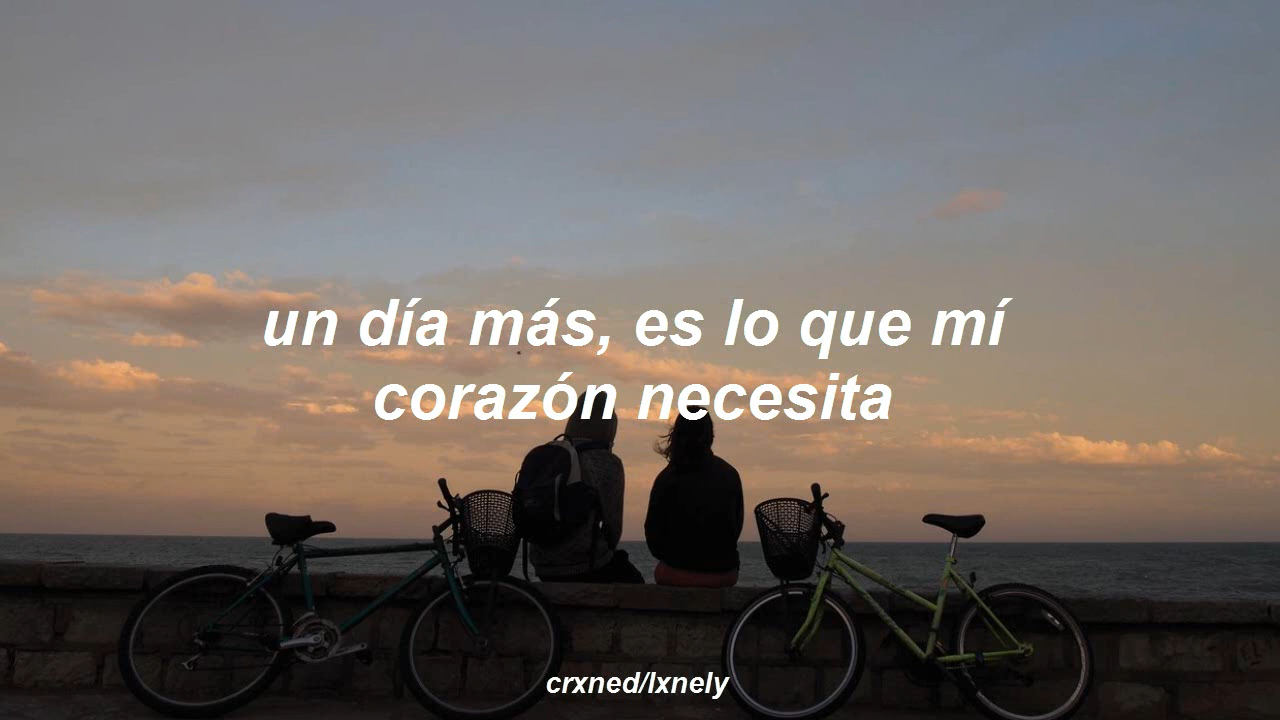 un día más, es lo que mí
corazón necesita
crxned/lxnely